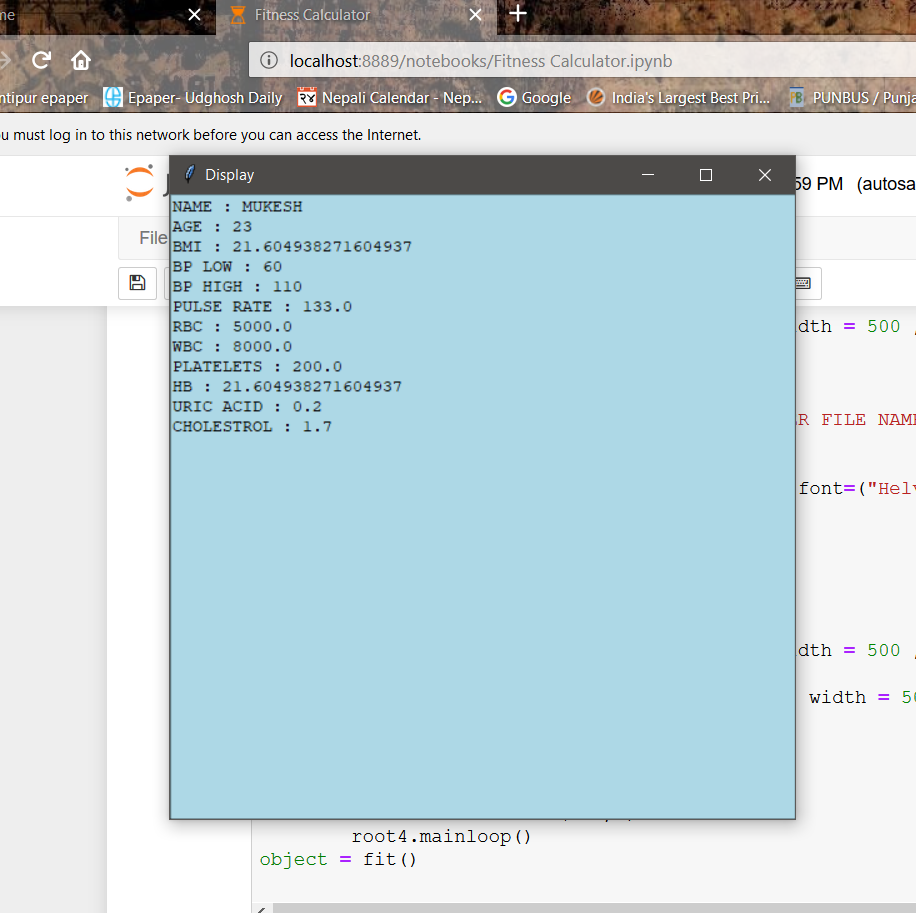 Fitness Calculator
localhost:8889/notebooks/Fitness Calculator.ipynb
epaper Epaper- Udghosh Daily Nepali Calendar - Nep... Google India's Largest Best Pri... PUNBUS /
must log in to this network before you can access the Internet.
Display
59 PM (autosa
File
NAME : MUKESH
AGE : 23
BMI : 21.604938271604937
BP LOW : 60
BP HIGH : 110
PULSE RATE : 133.0
RBC : 5000.0
WBC : 8000.0
PLATELETS : 200.0
HB : 21.604938271604937
URIC ACID : 0.2
CHOLESTROL : 1.7
dth = 500 ,
R FILE NAME
font=("Helv
dth = 500 ,
width = 50
root4.mainloop()
object = fit()